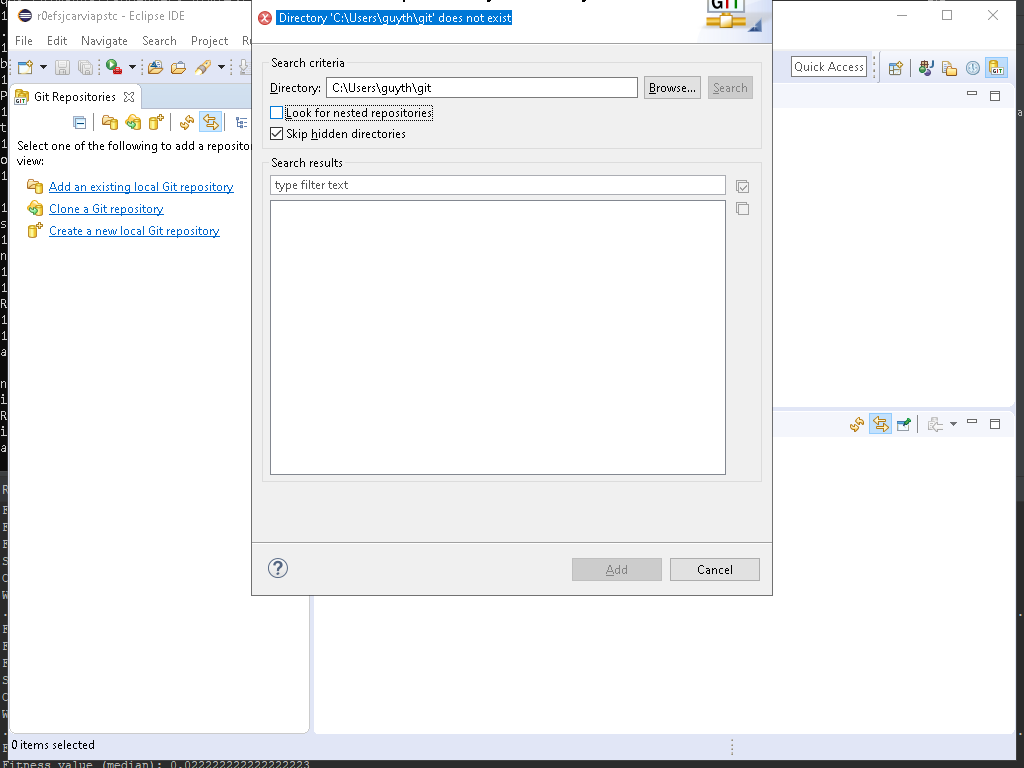 r0efsjcarviapstc - Eclipse IDE
Directory 'C:\Users\guyth\git' does not exist
GIT
File Edit Navigate Search Project
Quick Access
Git Repositories
Select one of the following to add a
view:
Add an existing local Git repository
Clone a Git repository
Create a new local Git repository
Search criteria
Directory: C:\Users\guyth\git Browse... Search
Look for nested repositories
Skip hidden directories
Search results
type filter text
Add Cancel
0 items selected
Fitness value (median): 0.022222222222222223